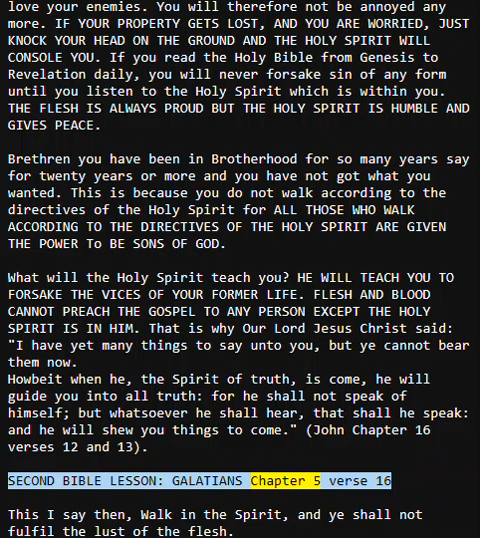 love your enemies. You will therefore not be annoyed any
more. IF YOUR PROPERTY GETS LOST, AND YOU ARE WORRIED, JUST
KNOCK YOUR HEAD ON THE GROUND AND THE HOLY SPIRIT WILL
CONSOLE YOU. If you read the Holy Bible from Genesis to
Revelation daily, you will never forsake sin of any form
until you listen to the Holy Spirit which is within you.
THE FLESH IS ALWAYS PROUD BUT THE HOLY SPIRIT IS HUMBLE AND
GIVES PEACE.

Brethren you have been in Brotherhood for so many years say
for twenty years or more and you have not got what you
wanted. This is because you do not walk according to the
directives of the Holy Spirit for ALL THOSE WHO WALK
ACCORDING TO THE DIRECTIVES OF THE HOLY SPIRIT ARE GIVEN
THE POWER To BE SONS OF GOD.

What will the Holy Spirit teach you? HE WILL TEACH YOU TO
FORSAKE THE VICES OF YOUR FORMER LIFE. FLESH AND BLOOD
CANNOT PREACH THE GOSPEL TO ANY PERSON EXCEPT THE HOLY
SPIRIT IS IN HIM. That is why Our Lord Jesus Christ said:
"I have yet many things to say unto you, but ye cannot bear
them now.
Howbeit when he, the Spirit of truth, is come, he will
guide you into all truth: for he shall not speak of
himself; but whatsoever he shall hear, that shall he speak:
and he will shew you things to come." (John Chapter 16
verses 12 and 13).

SECOND BIBLE LESSON: GALATIANS Chapter 5 verse 16

This I say then, Walk in the Spirit, and ye shall not
fulfil the lust of the flesh.